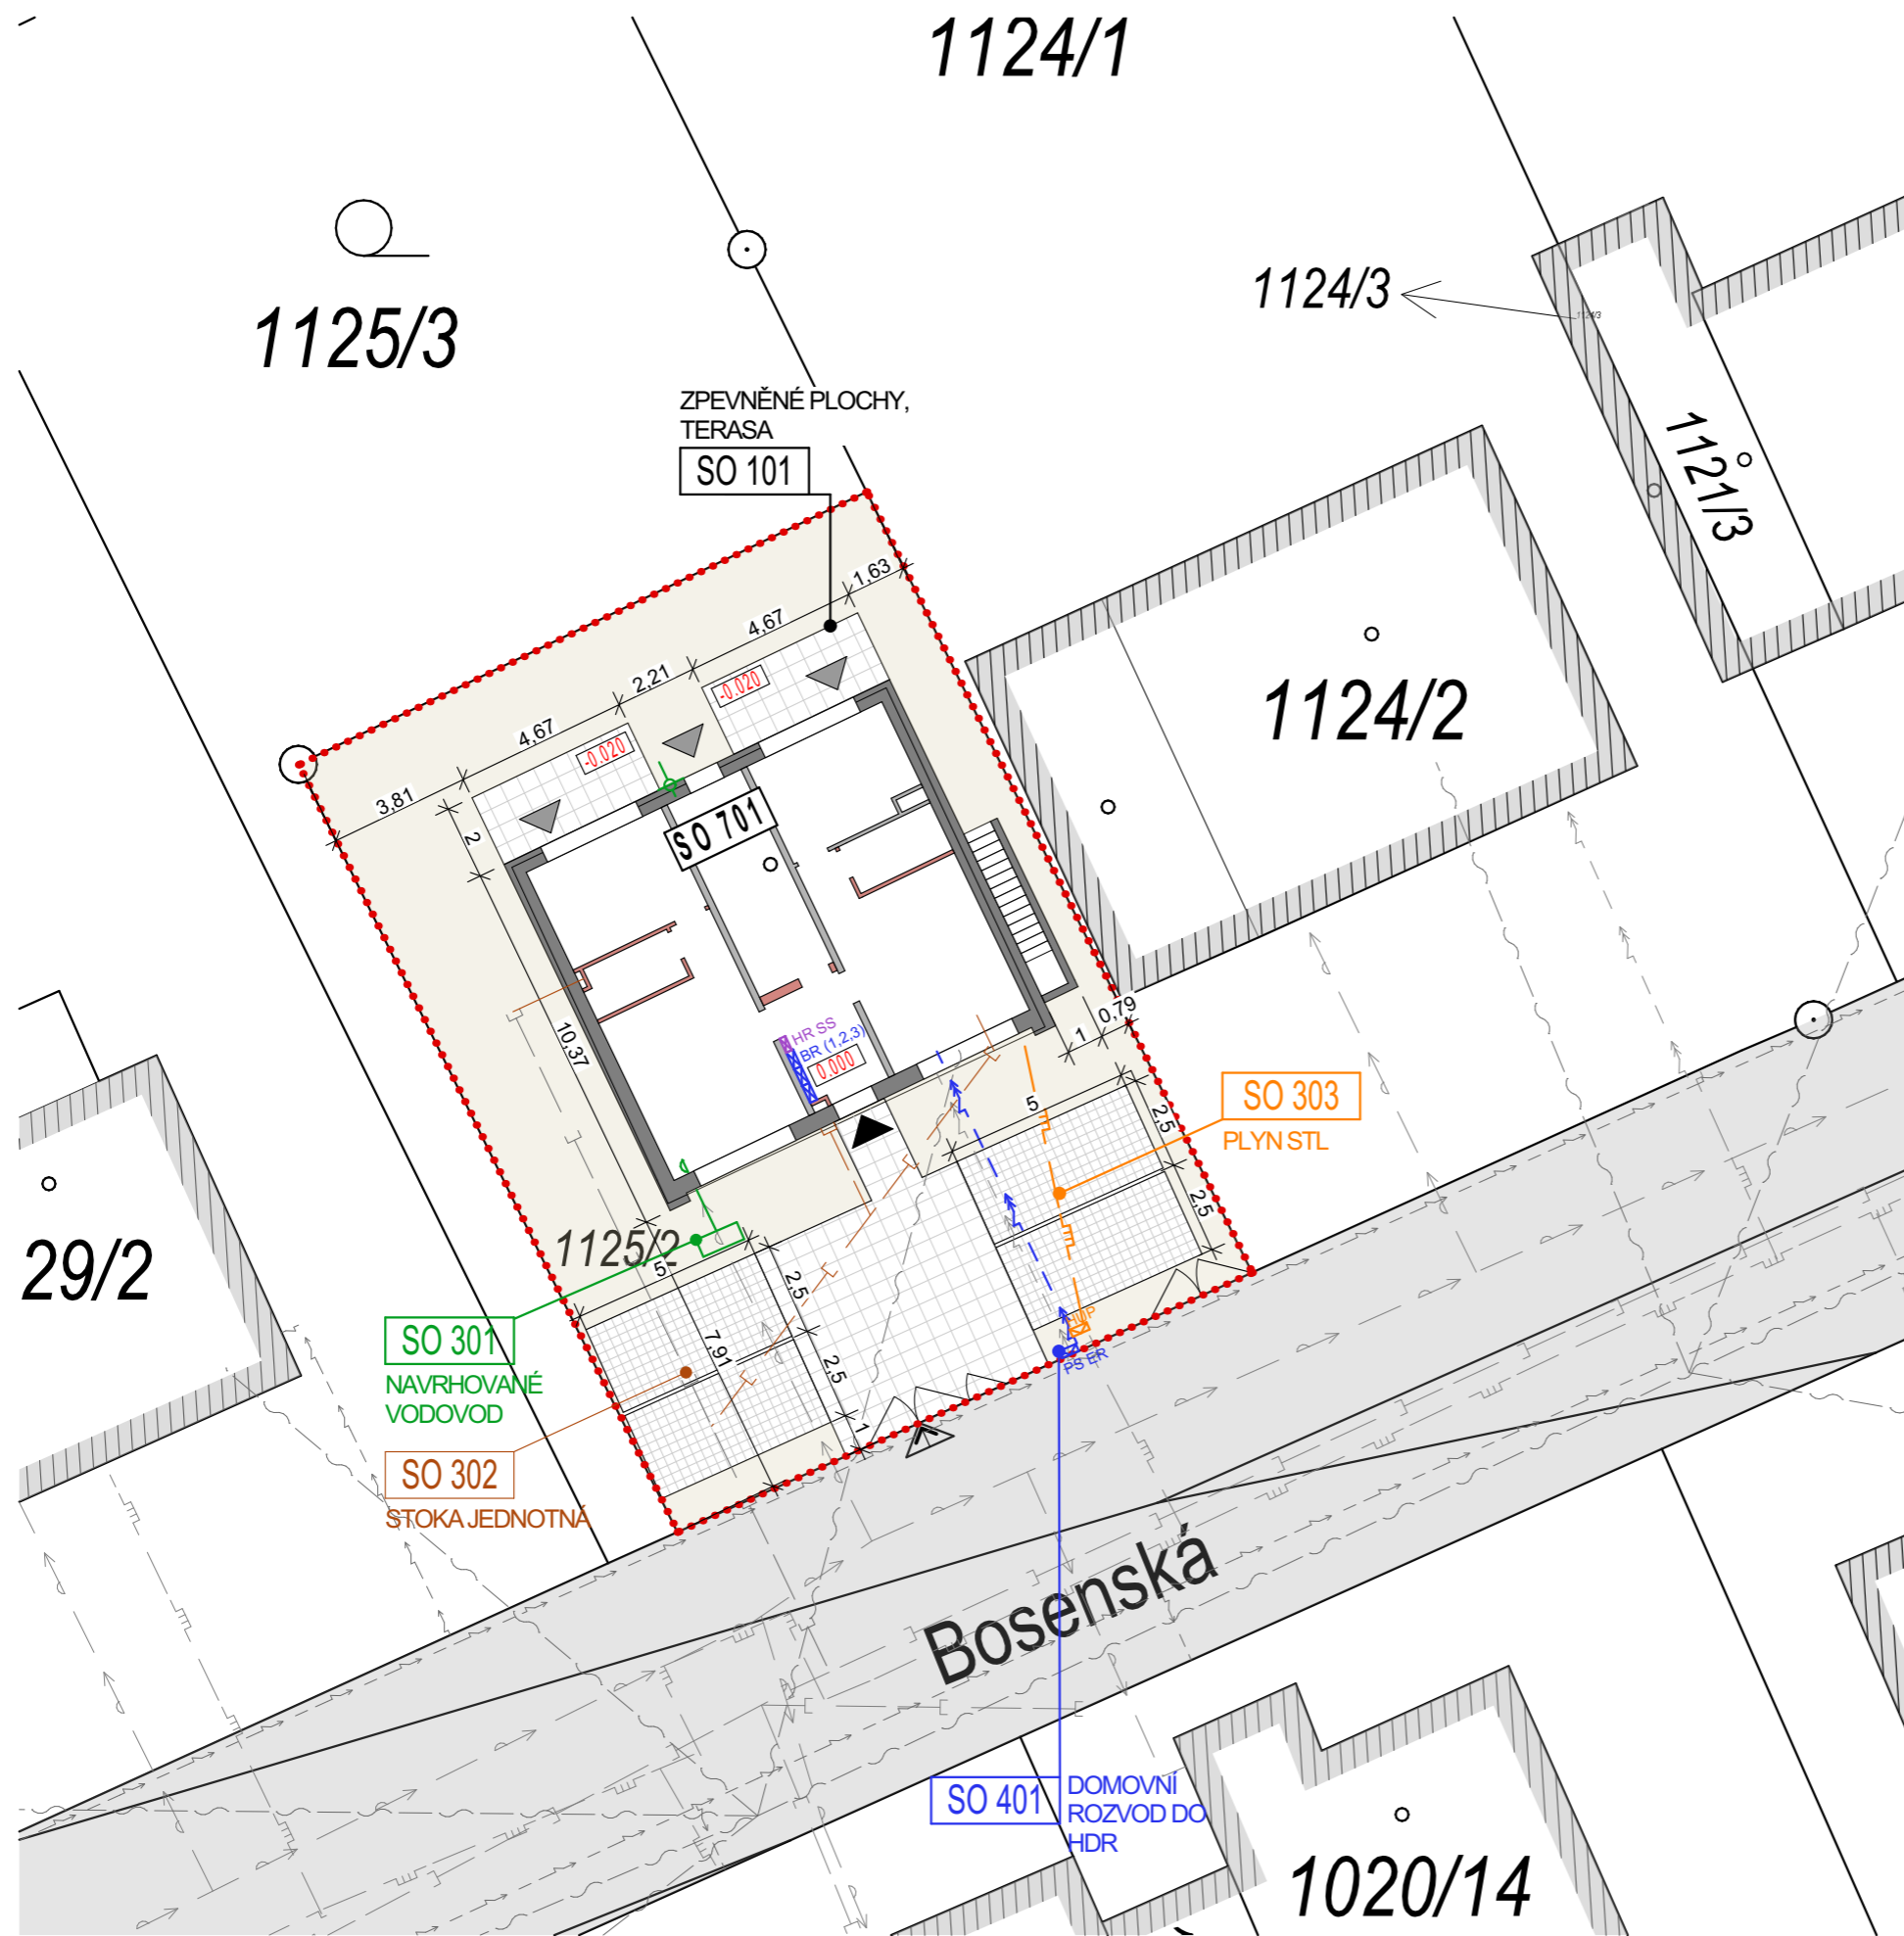 1124/1
1125/3
1124/3
1124/3
ZPEVNĚNÉ PLOCHY,
TERASA
SO 101
1121/3
1,63
4,67
2,21
4,67
3,81
-0.020
-0.020
2
1124/2
SO 701
10,37
HR SS
BR (1,2,3)
0.000
0,79
1
5
2,5
2,5
SO 303
PLYN STL
1125/2
29/2
5
2,5
2,5
7,91
1
SO 301
NAVRHOVANÉ
VODOVOD
HUP
PS ER
SO 302
STOKA JEDNOTNÁ
Bosenská
SO 401
DOMOVNÍ
ROZVOD DO
HDR
1020/14